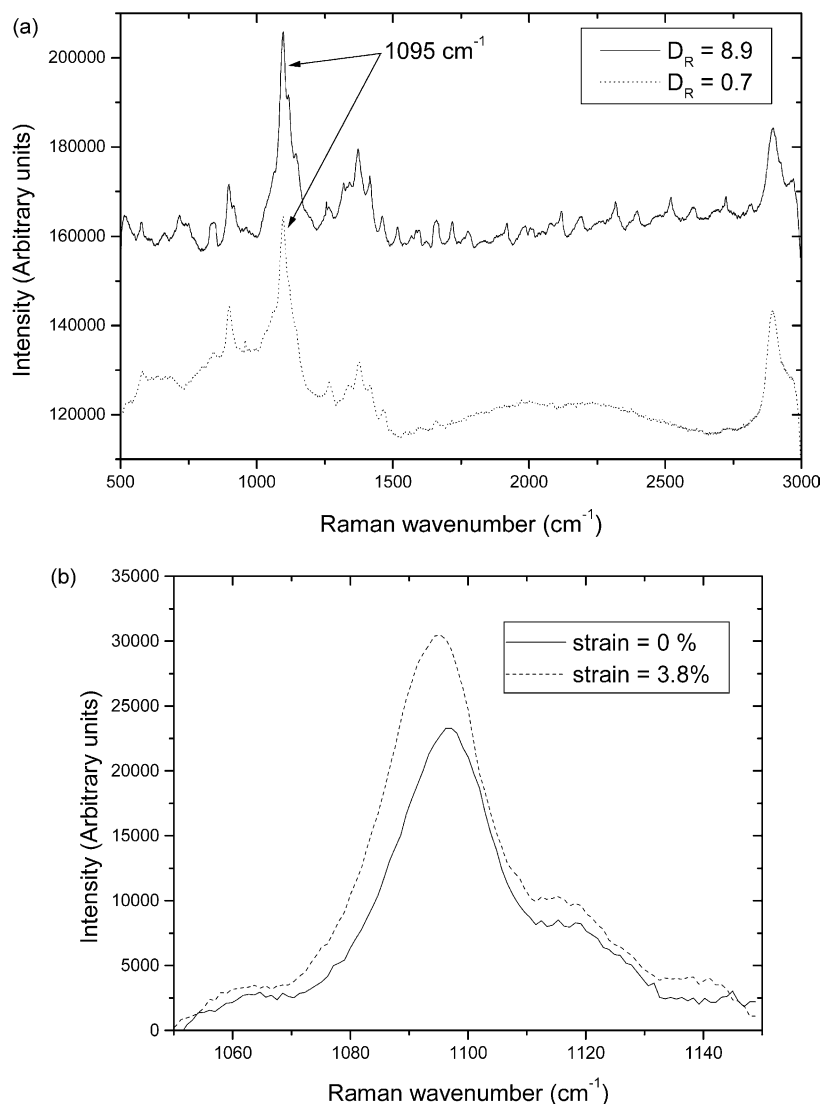 (a)
200000
180000
160000
140000
120000
Intensity (Arbitrary units)
1095 cm⁻¹
D_R = 8.9
D_R = 0.7
500
1000
1500
2000
2500
3000
Raman wavenumber (cm⁻¹)
(b)
35000
30000
25000
20000
15000
10000
5000
0
Intensity (Arbitrary units)
strain = 0 %
strain = 3.8%
1060
1080
1100
1120
1140
Raman wavenumber (cm⁻¹)